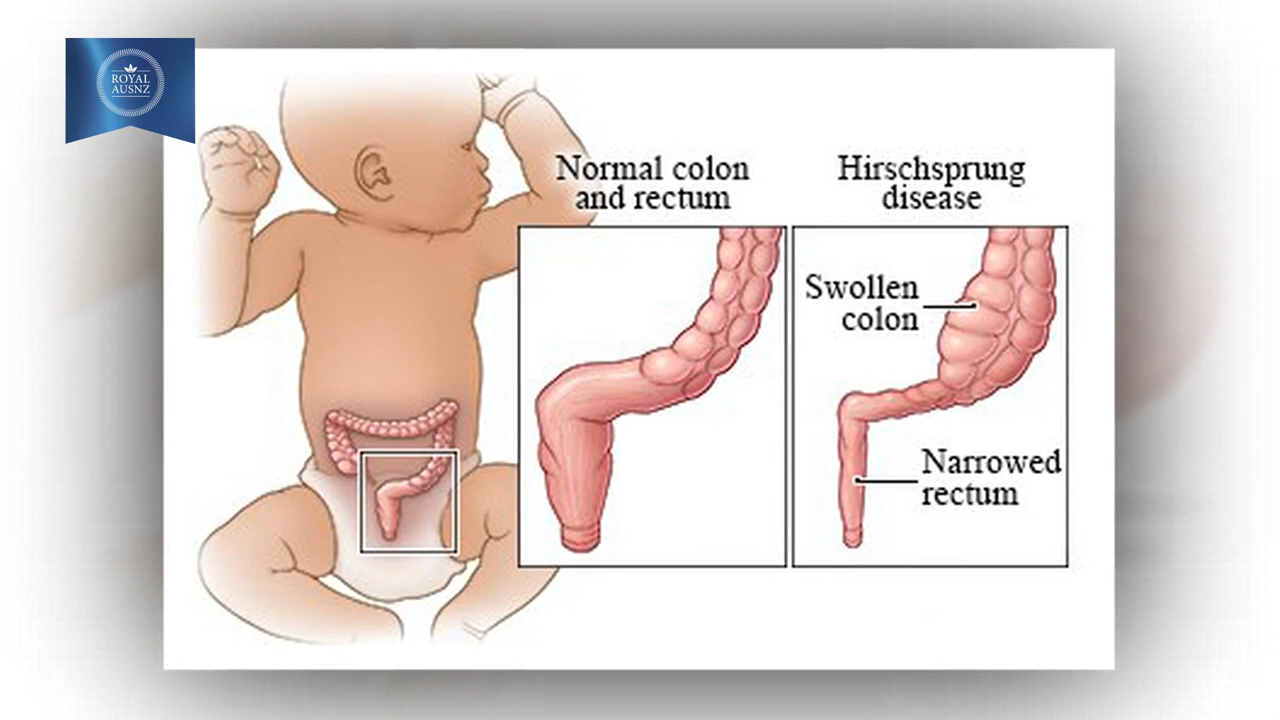 ROYAL
AUSNZ
Normal colon
and rectum
Hirschsprung
disease
Swollen
colon
Narrowed
rectum